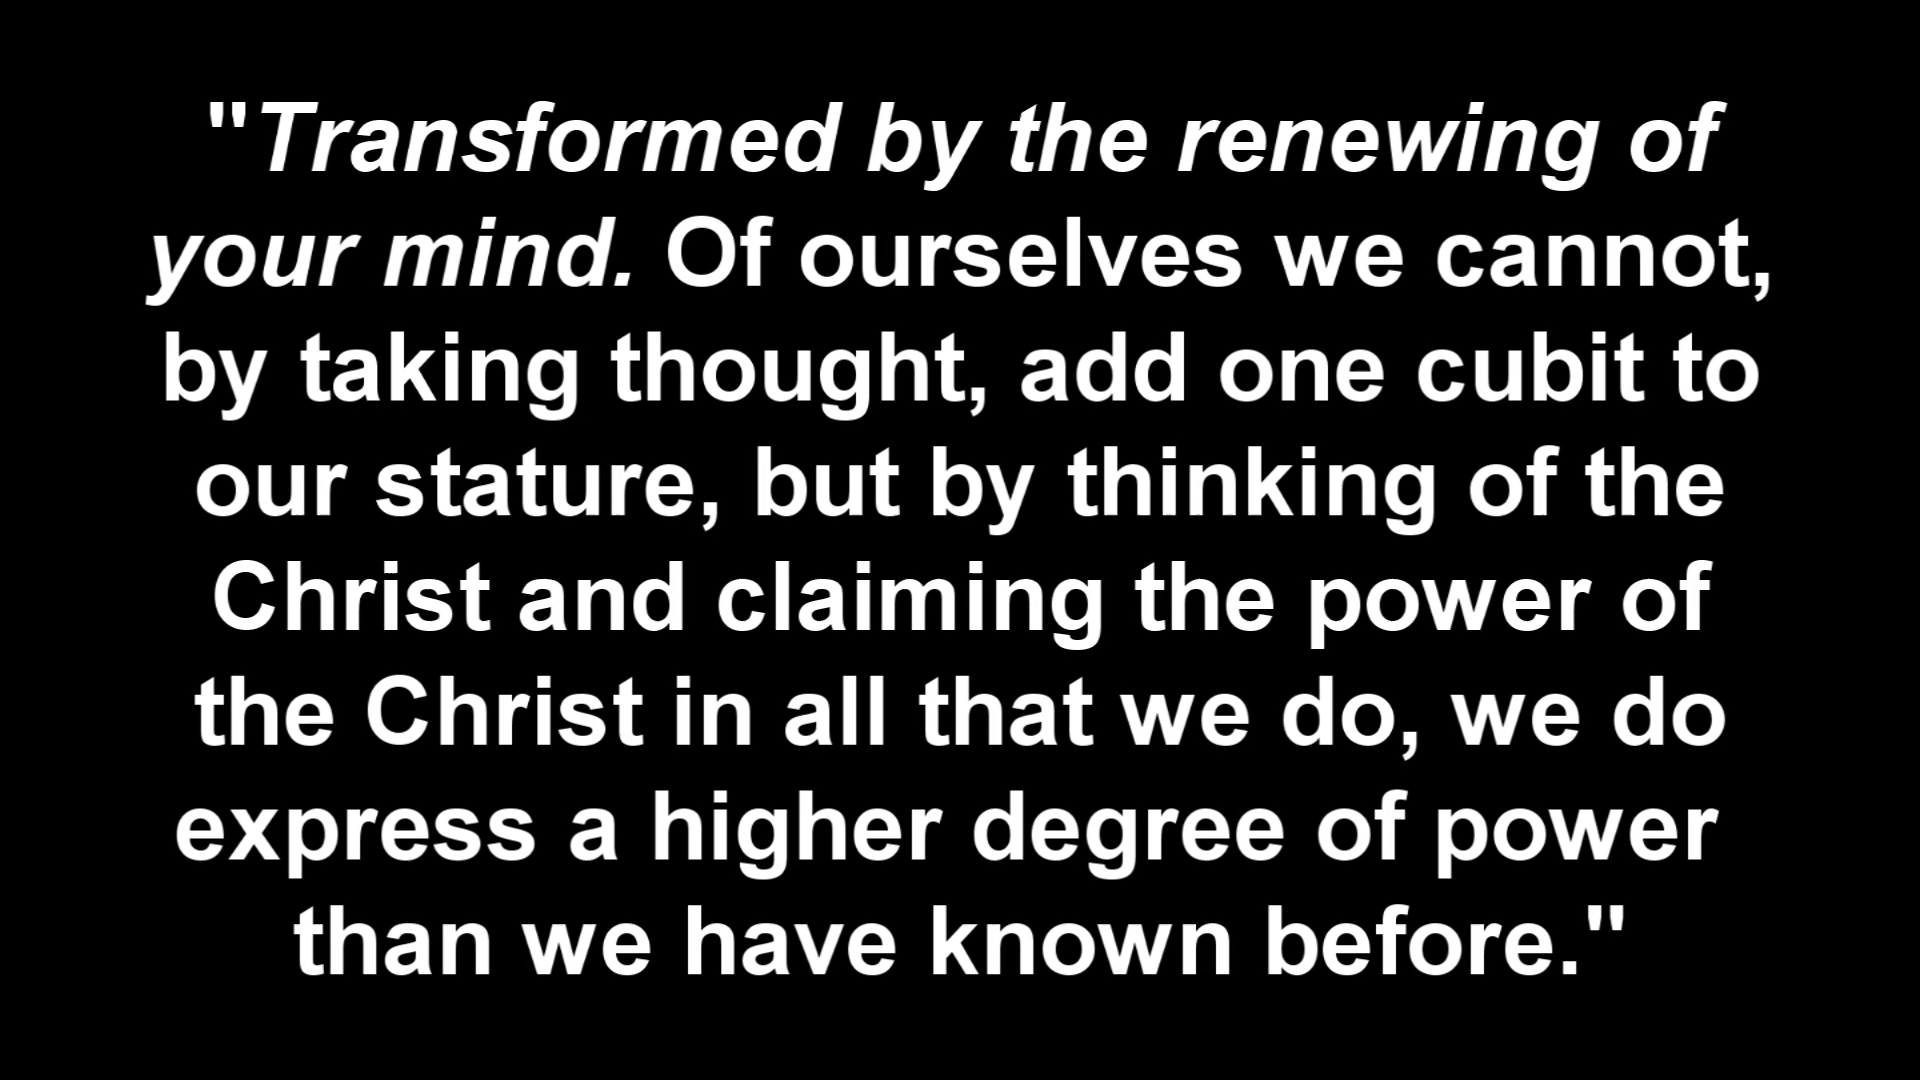 "Transformed by the renewing of
your mind. Of ourselves we cannot,
by taking thought, add one cubit to
our stature, but by thinking of the
Christ and claiming the power of
the Christ in all that we do, we do
express a higher degree of power
than we have known before."